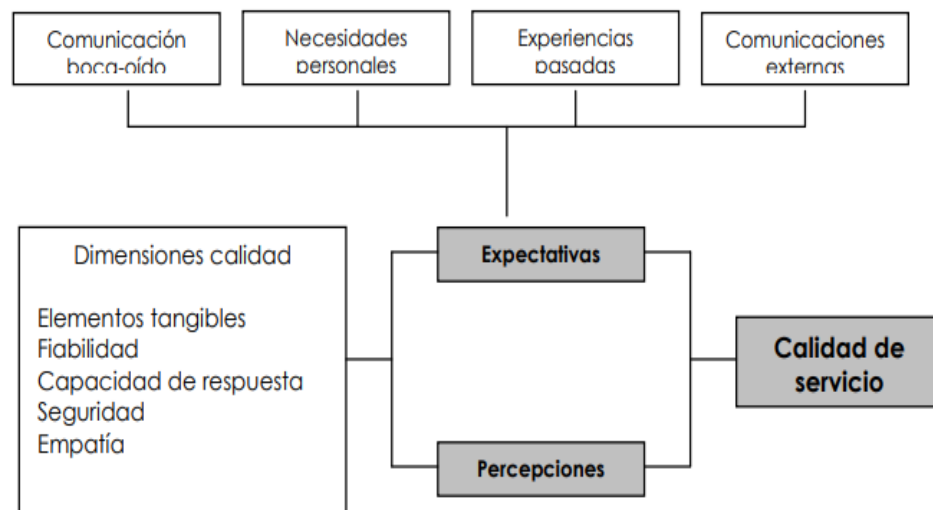 Comunicación
boca-oído
Necesidades
personales
Experiencias
pasadas
Comunicaciones
externas
Dimensiones calidad
Elementos tangibles
Fiabilidad
Capacidad de respuesta
Seguridad
Empatía
Expectativas
Percepciones
Calidad de
servicio